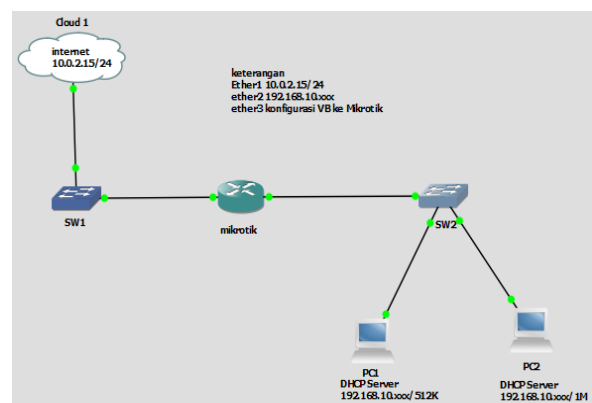 Cloud 1
internet
10.0.2.15/24
keterangan
Ether1 10.0.2.15/24
ether2 192.168.10.xxx
ether3 konfigurasi VB ke Mikrotik
SW1
mikrotik
SW2
PC1
DHCP Server
192.168.10.xxx/512K
PC2
DHCP Server
192.168.10.xxx/1M